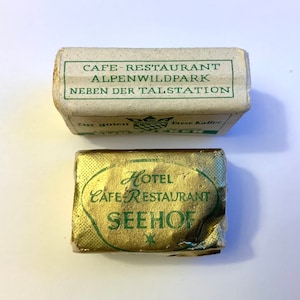 CAFE-RESTAURANT
ALPENWILDPARK
NEBEN DER TALSTATION
HOTEL
CAFE-RESTAURANT
SEEHOF